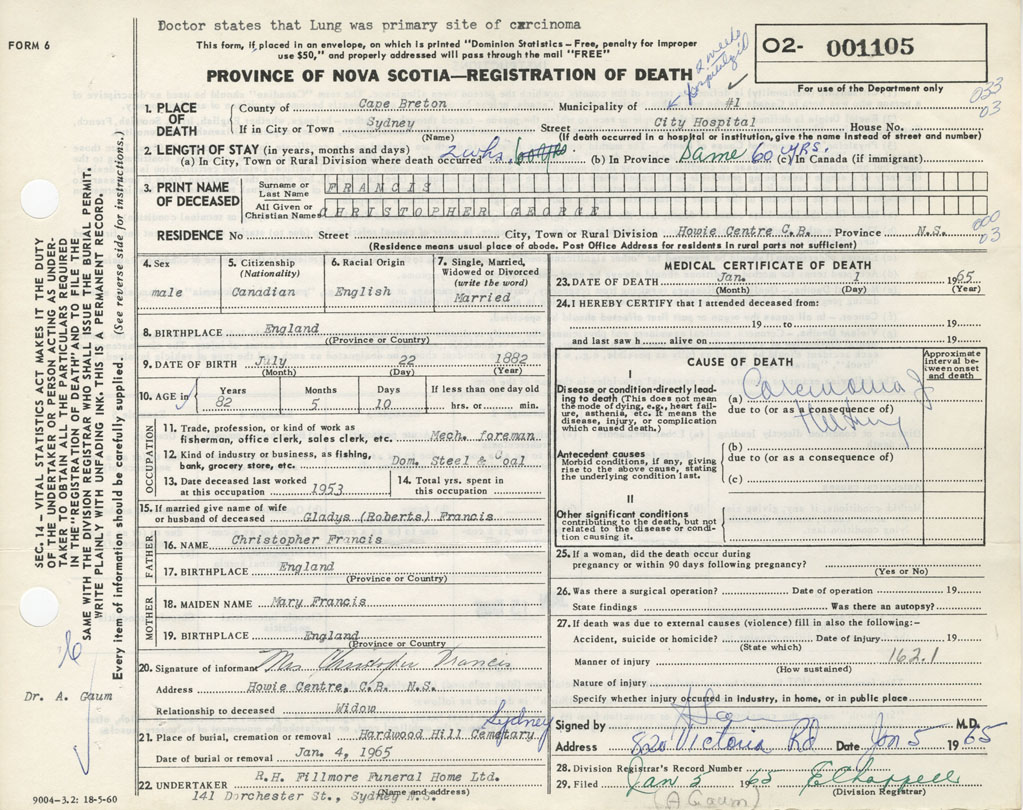 Doctor states that Lung was primary site of carcinoma
FORM 6
This form, if placed in an envelope, on which is printed "Dominion Statistics – Free, penalty for improper
use $50," and properly addressed will pass through the mail "FREE"
2 weeks
hospital
O2- 001105
For use of the Department only
PROVINCE OF NOVA SCOTIA—REGISTRATION OF DEATH
033
03
1. PLACE OF DEATH County of Cape Breton Municipality of #1
If in City or Town Sydney Street City Hospital House No.
(Name) (If death occurred in a hospital or institution, give the name instead of street and number)
2. LENGTH OF STAY (in years, months and days)
(a) In City, Town or Rural Division where death occurred 2 wks. (b) In Province Same 60 yrs. (c) In Canada (if immigrant)
3. PRINT NAME OF DECEASED
Surname or Last Name FRANCIS
All Given or Christian Names CHRISTOPHER GEORGE
000
03
RESIDENCE No Street City, Town or Rural Division Howie Centre C.B. Province N.S.
(Residence means usual place of abode. Post Office Address for residents in rural parts not sufficient)
4. Sex male
5. Citizenship (Nationality) Canadian
6. Racial Origin English
7. Single, Married, Widowed or Divorced (write the word) Married
8. BIRTHPLACE England
((Province or Country)
9. DATE OF BIRTH July 22 1882
(Month) (Day) (Year)
10. AGE in Years 82 Months 5 Days 10 If less than one day old hrs. or min.
OCCUPATION
11. Trade, profession, or kind of work as
fisherman, office clerk, sales clerk, etc. Mech. foreman
12. Kind of industry or business, as fishing,
bank, grocery store, etc. Dom. Steel & Coal
13. Date deceased last worked
at this occupation 1953
14. Total yrs. spent in
this occupation
15. If married give name of wife
or husband of deceased Gladys (Roberts) Francis
FATHER
16. NAME Christopher Francis
17. BIRTHPLACE England
(Province or Country)
MOTHER
18. MAIDEN NAME Mary Francis
19. BIRTHPLACE England
(Province or Country
20. Signature of informant Mrs Christopher Francis
Address Howie Centre, C.B. N.S.
Relationship to deceased Widow
21. Place of burial, cremation or removal Hardwood Hill Cemetary Sydney
Date of burial or removal Jan. 4, 1965
22. UNDERTAKER R.H. Fillmore Funeral Home Ltd.
141 Dorchester St., Sydney N.S.
(Name and address)
MEDICAL CERTIFICATE OF DEATH
23. DATE OF DEATH Jan. 1 1965
(Month) (Day) (Year)
24. I HEREBY CERTIFY that I attended deceased from:
19 to 19
and last saw h alive on 19
CAUSE OF DEATH
Approximate interval between onset and death
I
Disease or condition directly leading to death (This does not mean the mode of dying, e.g., heart failure, asthenia, etc. It means the disease, injury, or complication which caused death.)
(a) Carcinoma of
due to (or as a consequence of)
Kidney
Antecedent causes
Morbid conditions, if any, giving rise to the above cause, stating the underlying condition last.
(b)
due to (or as a consequence of)
(c)
II
Other significant conditions
contributing to the death, but not related to the disease or condition causing it.
25. If a woman, did the death occur during
pregnancy or within 90 days following pregnancy?
(Yes or No)
26. Was there a surgical operation? Date of operation 19
State findings Was there an autopsy?
27. If death was due to external causes (violence) fill in also the following:–
Accident, suicide or homicide? Date of injury 19
(State which)
162.1
Manner of injury
(How sustained)
Nature of injury
Specify whether injury occurred in industry, in home, or in public place
Signed by M.D.
Address 820 Victoria Rd Date Jan 5 1965
28. Division Registrar's Record Number
29. Filed Jan 5 1965 E Chappell
(Division Registrar)
(A Gaum)
SEC. 14 – VITAL STATISTICS ACT MAKES IT THE DUTY
OF THE UNDERTAKER OR PERSON ACTING AS UNDER-
TAKER TO OBTAIN ALL THE PARTICULARS REQUIRED
IN THE "REGISTRATION OF DEATH" AND TO FILE THE
SAME WITH THE DIVISION REGISTRAR WHO SHALL ISSUE THE BURIAL PERMIT.
WRITE PLAINLY WITH UNFADING INK. THIS IS A PERMANENT RECORD.
Every item of information should be carefully supplied. (See reverse side for instructions.)
Dr. A. Gaum
9004-3.2: 18-5-60